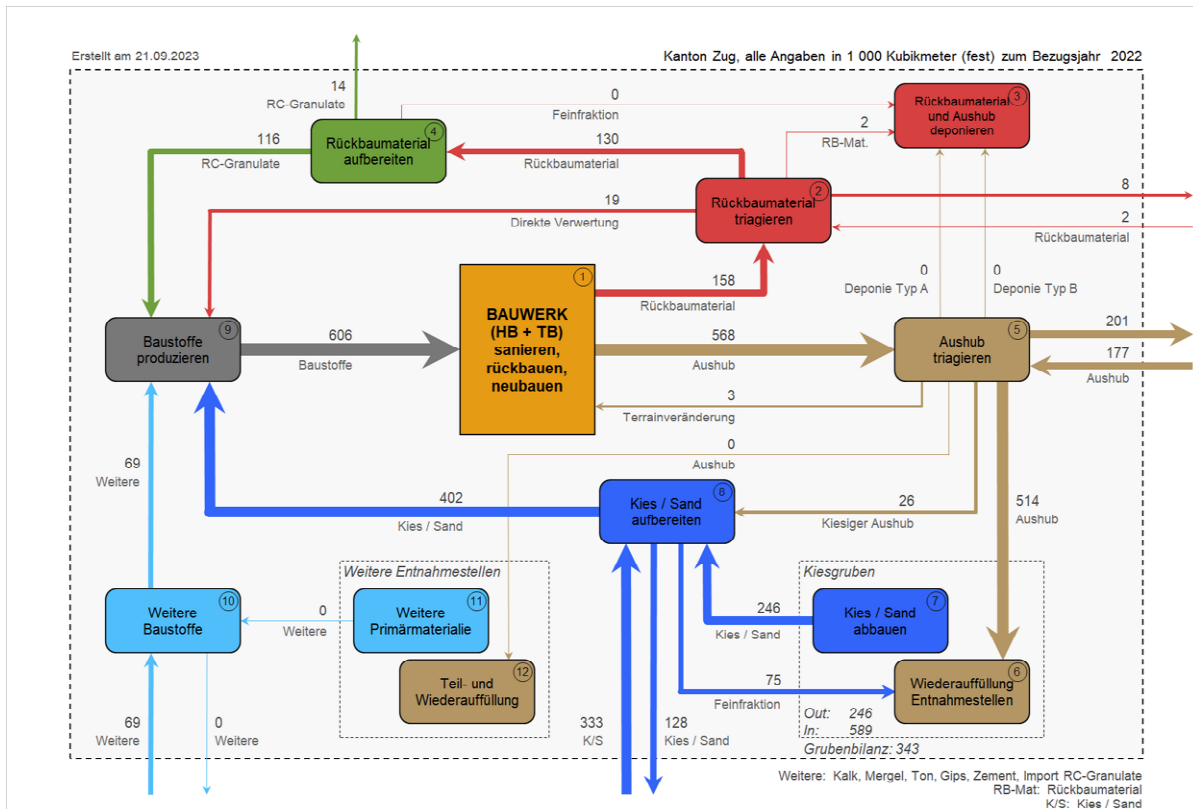 Erstellt am 21.09.2023
Kanton Zug, alle Angaben in 1 000 Kubikmeter (fest) zum Bezugsjahr 2022
14
RC-Granulate
0
Feinfraktion
3
Rückbaumaterial
und Aushub
deponieren
4
Rückbaumaterial
aufbereiten
116
RC-Granulate
130
Rückbaumaterial
2
RB-Mat.
2
Rückbaumaterial
triagieren
8
19
Direkte Verwertung
2
Rückbaumaterial
1
BAUWERK
(HB + TB)
sanieren,
rückbauen,
neubauen
158
Rückbaumaterial
0
Deponie Typ A
0
Deponie Typ B
9
Baustoffe
produzieren
606
Baustoffe
568
Aushub
5
Aushub
triagieren
201
177
Aushub
3
Terrainveränderung
0
Aushub
69
Weitere
402
Kies / Sand
8
Kies / Sand
aufbereiten
26
Kiesiger Aushub
514
Aushub
Weitere Entnahmestellen
Kiesgruben
10
Weitere
Baustoffe
0
Weitere
11
Weitere
Primärmaterialie
246
Kies / Sand
7
Kies / Sand
abbauen
12
Teil- und
Wiederauffüllung
75
Feinfraktion
6
Wiederauffüllung
Entnahmestellen
69
Weitere
0
Weitere
333
K/S
128
Kies / Sand
Out: 246
In: 589
Grubenbilanz: 343
Weitere: Kalk, Mergel, Ton, Gips, Zement, Import RC-Granulate
RB-Mat: Rückbaumaterial
K/S: Kies / Sand